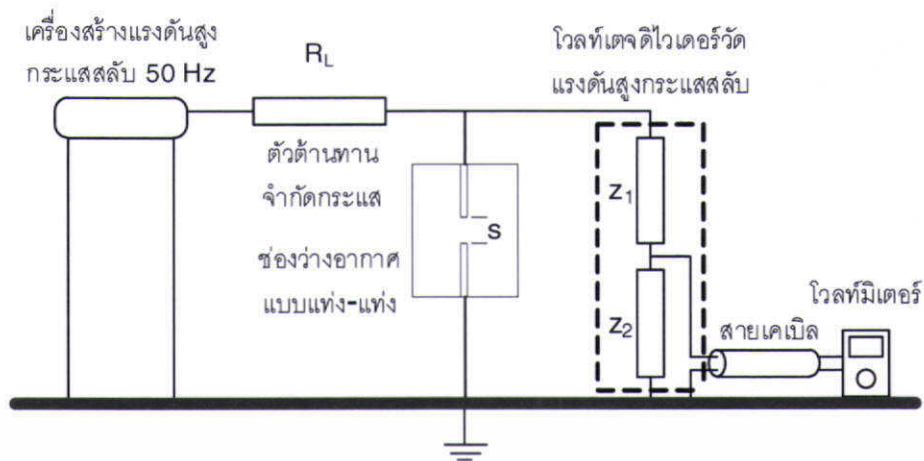 เครื่องสร้างแรงดันสูง
กระแสสลับ 50 Hz
R_L
โวลท์เตจดิไวเดอร์วัด
แรงดันสูงกระแสสลับ
ตัวต้านทาน
จำกัดกระแส
ช่องว่างอากาศ
แบบแท่ง-แท่ง
S
Z_1
Z_2
สายเคเบิล
โวลท์มิเตอร์